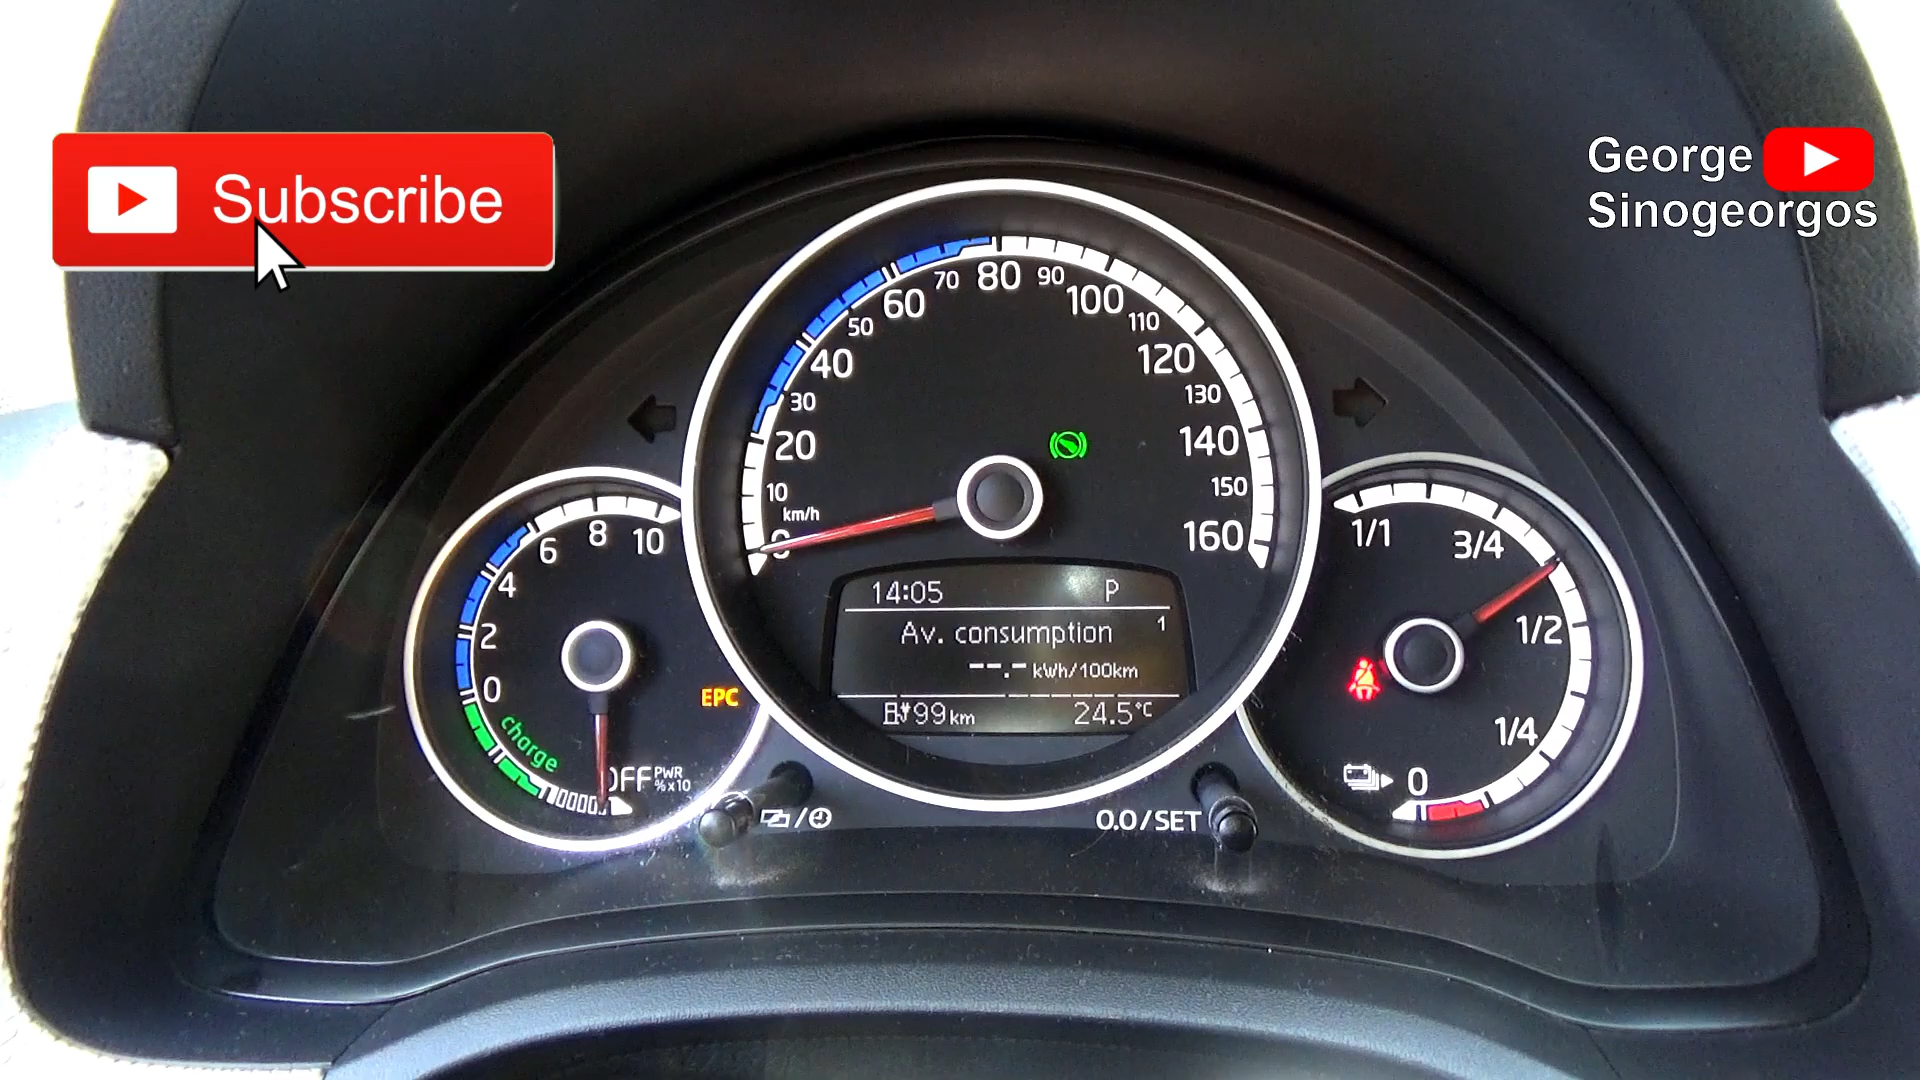 Subscribe
George
Sinogeorgos
0 10 20 30 40 50 60 70 80 90 100 110 120 130 140 150 160
km/h
0 2 4 6 8 10
charge
OFF PWR
%x10
EPC
14:05 P
Av. consumption 1
--.- kWh/100km
99 km 24.5°C
0.0/SET
1/1 3/4 1/2 1/4 0